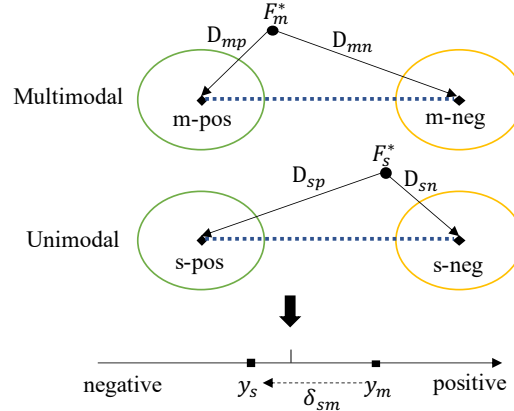 F*m
Dmp Dmn
Multimodal
m-pos m-neg
F*s
Dsp Dsn
Unimodal
s-pos s-neg
negative ys δsm ym positive